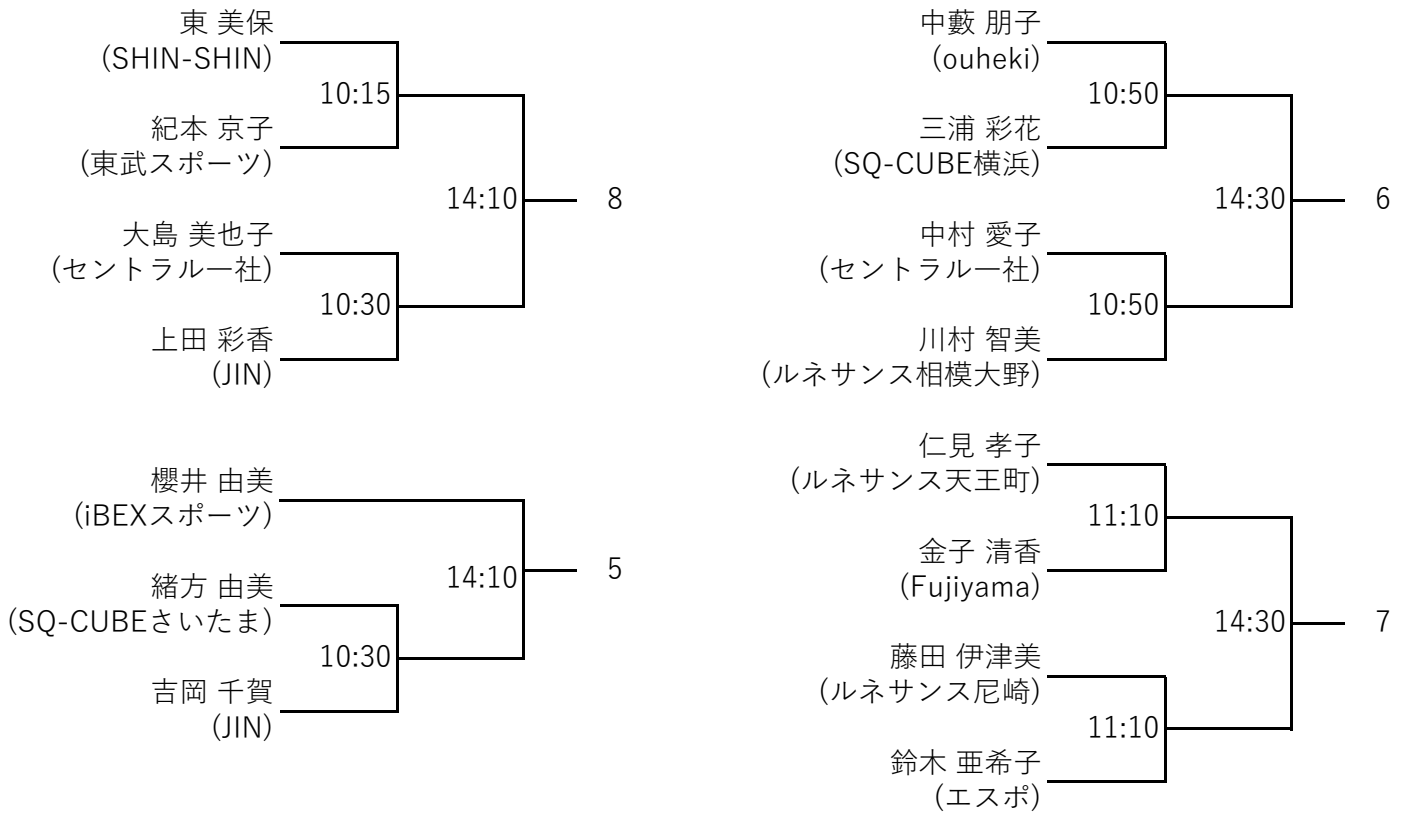 東 美保
(SHIN-SHIN)
10:15
紀本 京子
(東武スポーツ)
14:10
8
大島 美也子
(セントラル一社)
10:30
上田 彩香
(JIN)
櫻井 由美
(iBEXスポーツ)
14:10
5
緒方 由美
(SQ-CUBEさいたま)
10:30
吉岡 千賀
(JIN)
中藪 朋子
(ouheki)
10:50
三浦 彩花
(SQ-CUBE横浜)
14:30
6
中村 愛子
(セントラル一社)
10:50
川村 智美
(ルネサンス相模大野)
仁見 孝子
(ルネサンス天王町)
11:10
金子 清香
(Fujiyama)
14:30
7
藤田 伊津美
(ルネサンス尼崎)
11:10
鈴木 亜希子
(エスポ)